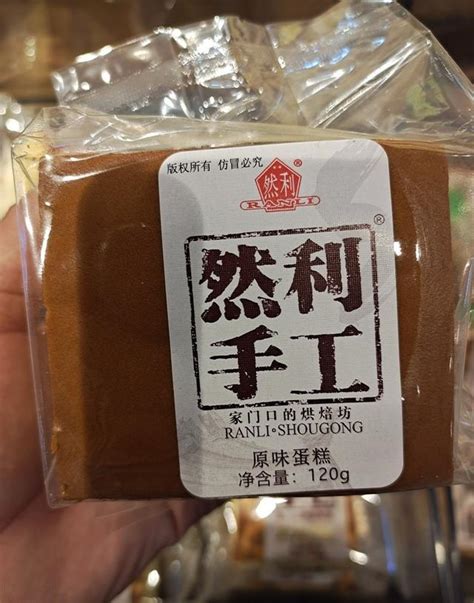 版权所有 仿冒必究
然利®
RANLI
然利®
手工
家门口的烘焙坊
RANLI·SHOUGONG
原味蛋糕
净含量：120g